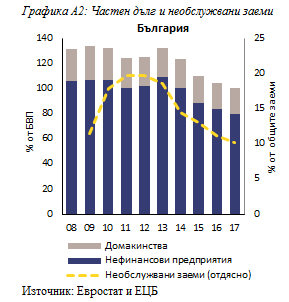 Графика A2: Частен дълг и необслужвани заеми
България
140
120
100
80
60
40
20
0
% от БВП
25
20
15
10
5
0
% от общите заеми
08 09 10 11 12 13 14 15 16 17
Домакинства
Нефинансови предприятия
Необслужвани заеми (отдясно)
Източник: Евростат и ЕЦБ